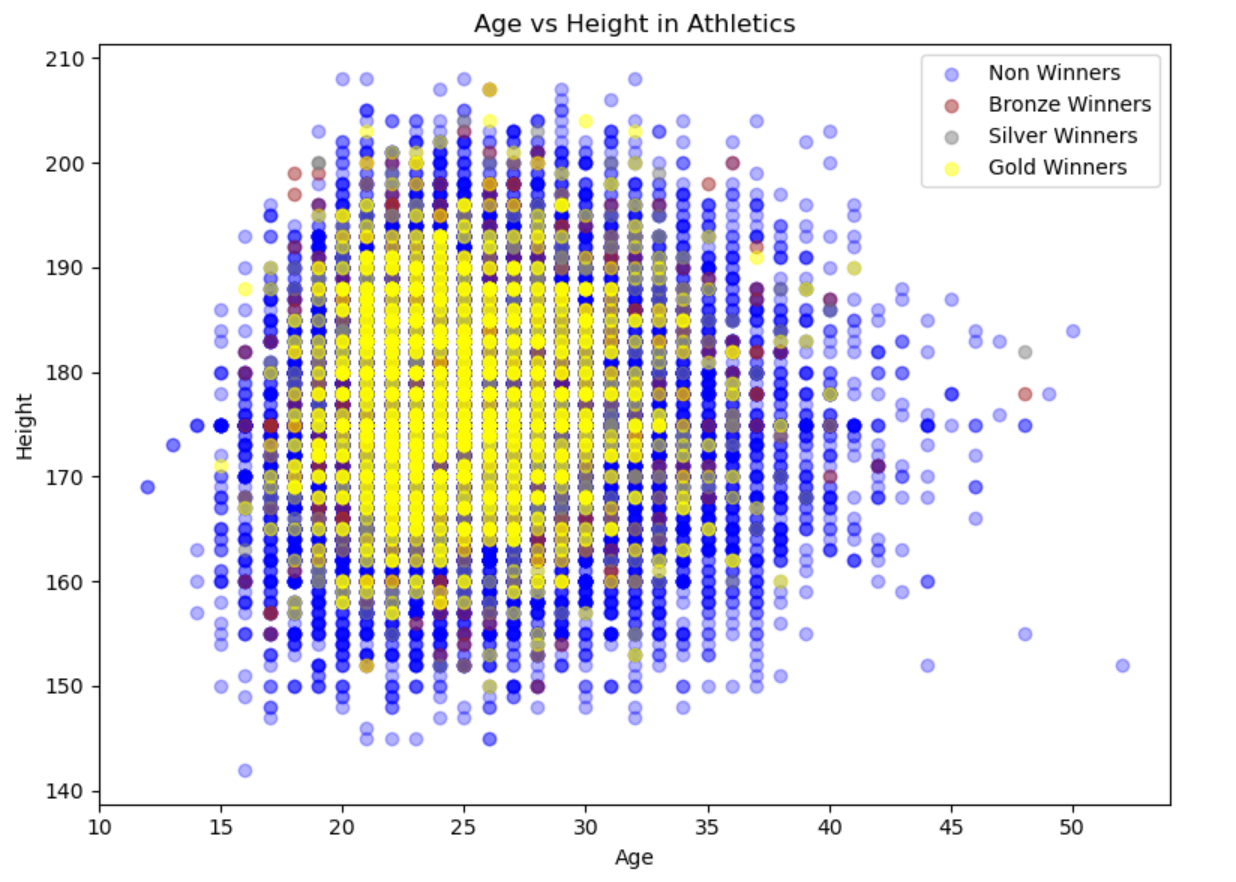 Age vs Height in Athletics
Non Winners
Bronze Winners
Silver Winners
Gold Winners
210
200
190
180
170
160
150
140
Height
10 15 20 25 30 35 40 45 50
Age